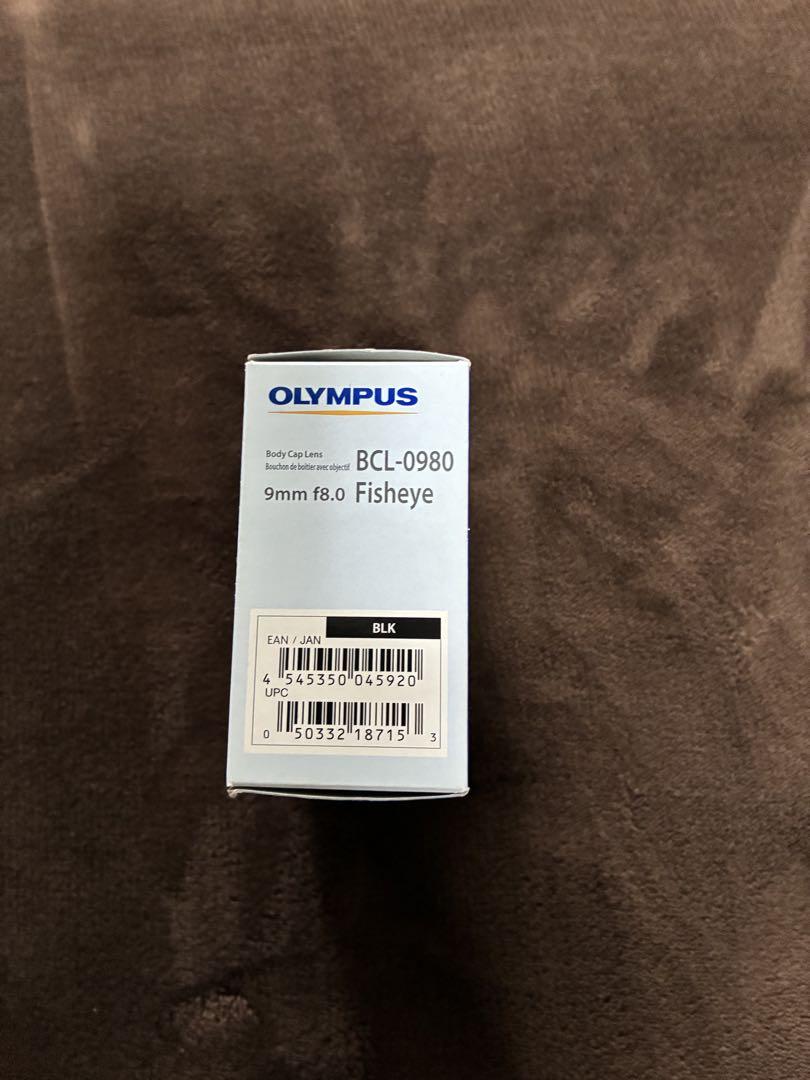 OLYMPUS
Body Cap Lens
Bouchon de boitier avec objectif
BCL-0980
9mm f8.0 Fisheye
BLK
EAN / JAN
4 545350 045920
UPC
0 50332 18715 3